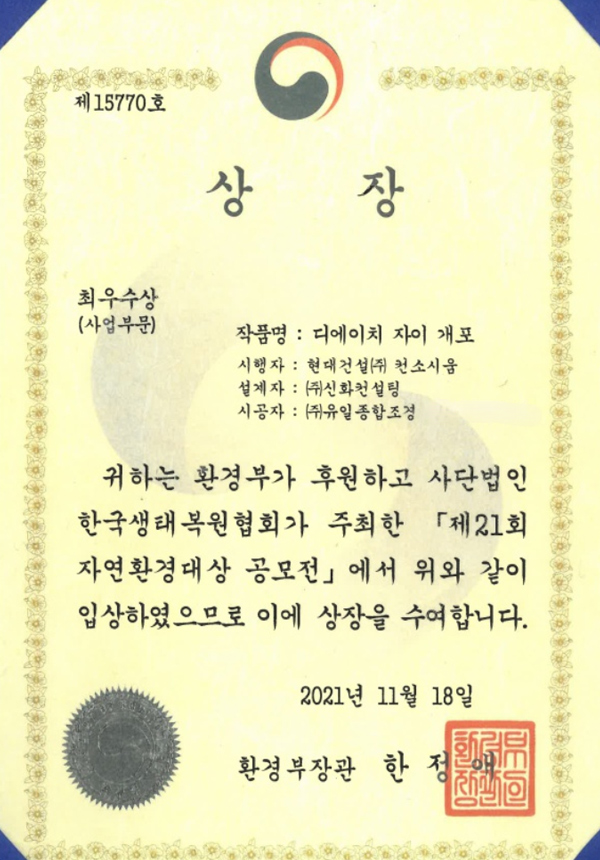 제15770호
상 장
최우수상
(사업부문)
작품명 : 디에이치 자이 개포
시행자 : 현대건설㈜ 컨소시움
설계자 : ㈜신화컨설팅
시공자 : ㈜유일종합조경
귀하는 환경부가 후원하고 사단법인
한국생태복원협회가 주최한 「제21회
자연환경대상 공모전」에서 위와 같이
입상하였으므로 이에 상장을 수여합니다.
2021년 11월 18일
환경부장관 한정애